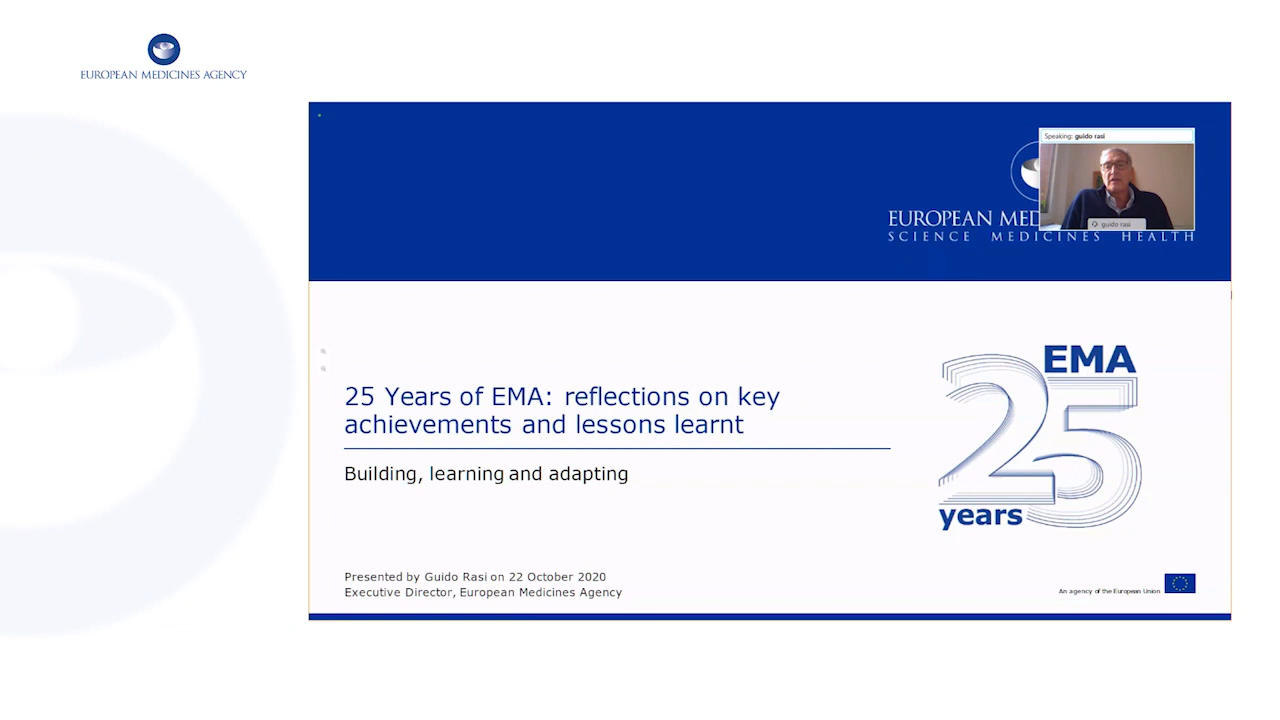 EUROPEAN MEDICINES AGENCY
Speaking: guido rasi
guido rasi
EUROPEAN MED
SCIENCE MEDICINES HEALTH
EMA
25
years
25 Years of EMA: reflections on key
achievements and lessons learnt
Building, learning and adapting
Presented by Guido Rasi on 22 October 2020
Executive Director, European Medicines Agency
An agency of the European Union